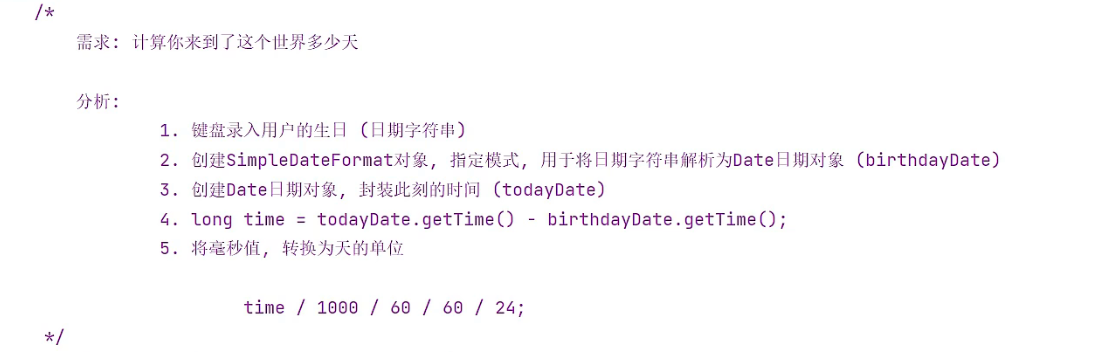 /*
需求: 计算你来到了这个世界多少天
分析:
1. 键盘录入用户的生日 (日期字符串)
2. 创建SimpleDateFormat对象, 指定模式, 用于将日期字符串解析为Date日期对象 (birthdayDate)
3. 创建Date日期对象, 封装此刻的时间 (todayDate)
4. long time = todayDate.getTime() - birthdayDate.getTime();
5. 将毫秒值, 转换为天的单位
time / 1000 / 60 / 60 / 24;
*/